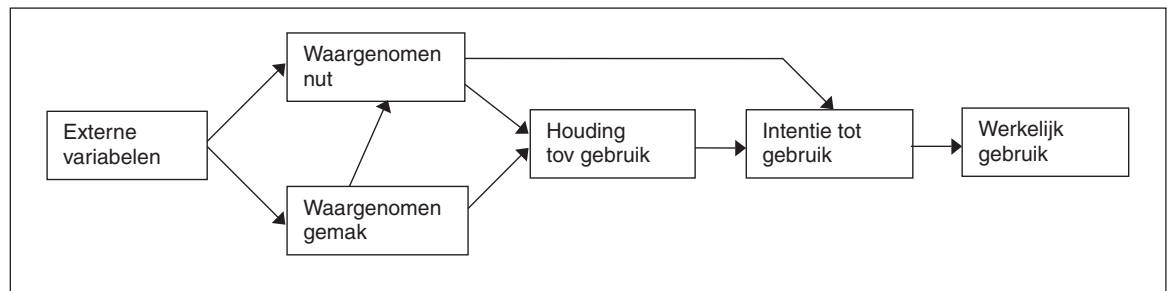 Waargenomen
nut
Externe
variabelen
Houding
tov gebruik
Intentie tot
gebruik
Werkelijk
gebruik
Waargenomen
gemak